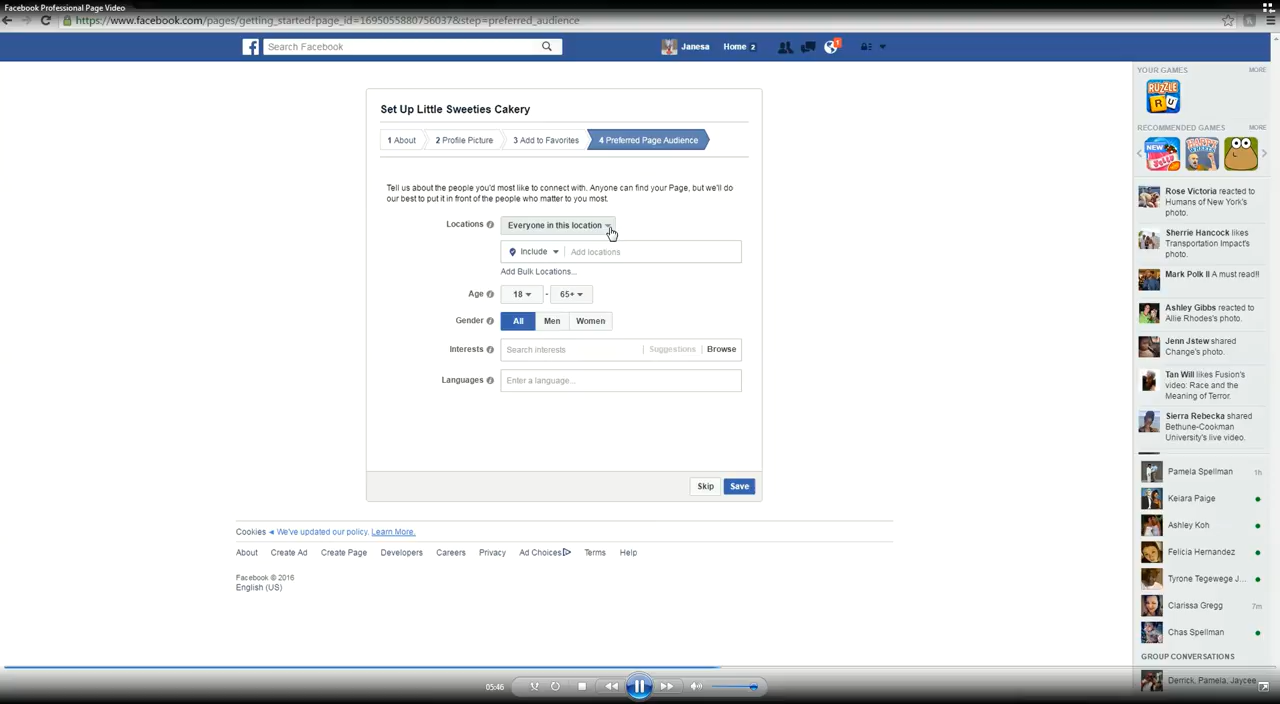 Facebook Professional Page Video
https://www.facebook.com/pages/getting_started?page_id=1695055880756037&step=preferred_audience
Search Facebook
Janesa
Home 2
1
Set Up Little Sweeties Cakery
1 About
2 Profile Picture
3 Add to Favorites
4 Preferred Page Audience
Tell us about the people you'd most like to connect with. Anyone can find your Page, but we'll do
our best to put it in front of the people who matter to you most.
Locations
Everyone in this location
Include
Add locations
Add Bulk Locations...
Age
18 - 65+
Gender
All
Men
Women
Interests
Search interests
Suggestions
Browse
Languages
Enter a language...
Skip
Save
Cookies ◄ We've updated our policy. Learn More.
About
Create Ad
Create Page
Developers
Careers
Privacy
Ad Choices
Terms
Help
Facebook © 2016
English (US)
YOUR GAMES
MORE
RUZZLE
R U
RECOMMENDED GAMES
MORE
NEW
Rose Victoria reacted to
Humans of New York's
photo.
Sherrie Hancock likes
Transportation Impact's
photo.
Mark Polk II A must read!!
Ashley Gibbs reacted to
Allie Rhodes's photo.
Jenn Jstew shared
Change's photo.
Tan Will likes Fusion's
video: Race and the
Meaning of Terror.
Sierra Rebecka shared
Bethune-Cookman
University's live video.
Pamela Spellman
1h
Keiara Paige
Ashley Koh
Felicia Hernandez
Tyrone Tegewege J...
Clarissa Gregg
7m
Chas Spellman
GROUP CONVERSATIONS
Derrick, Pamela, Jaycee
05:46